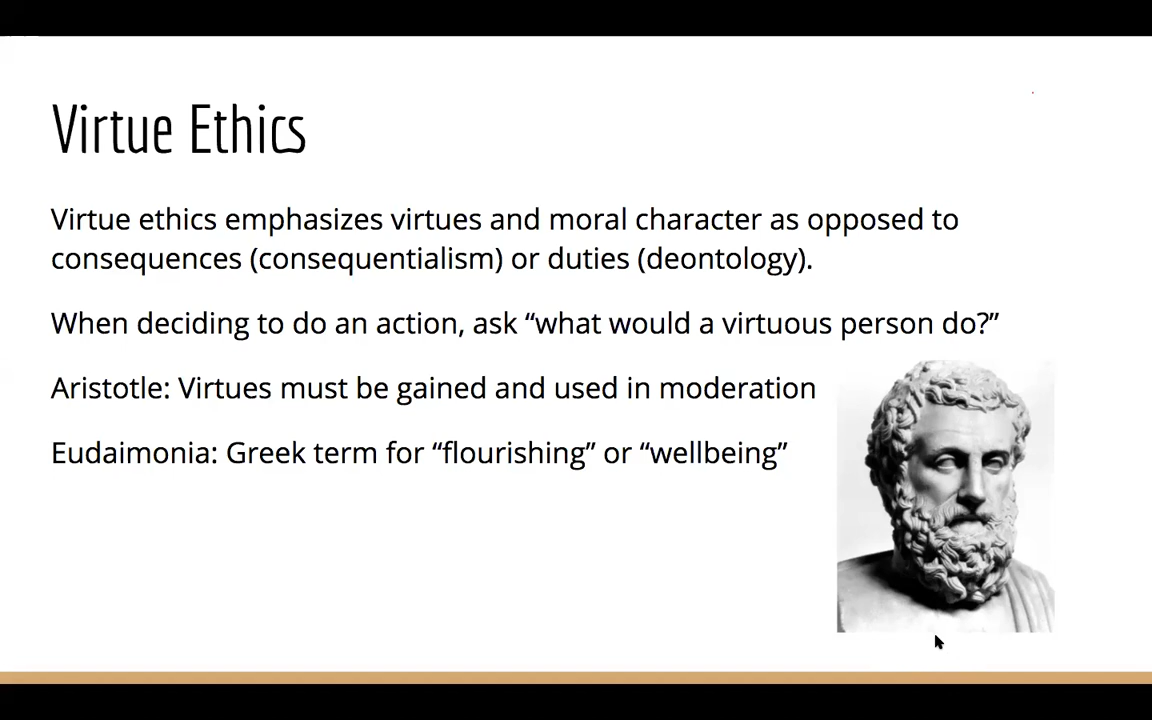 Virtue Ethics
Virtue ethics emphasizes virtues and moral character as opposed to
consequences (consequentialism) or duties (deontology).
When deciding to do an action, ask “what would a virtuous person do?”
Aristotle: Virtues must be gained and used in moderation
Eudaimonia: Greek term for “flourishing” or “wellbeing”